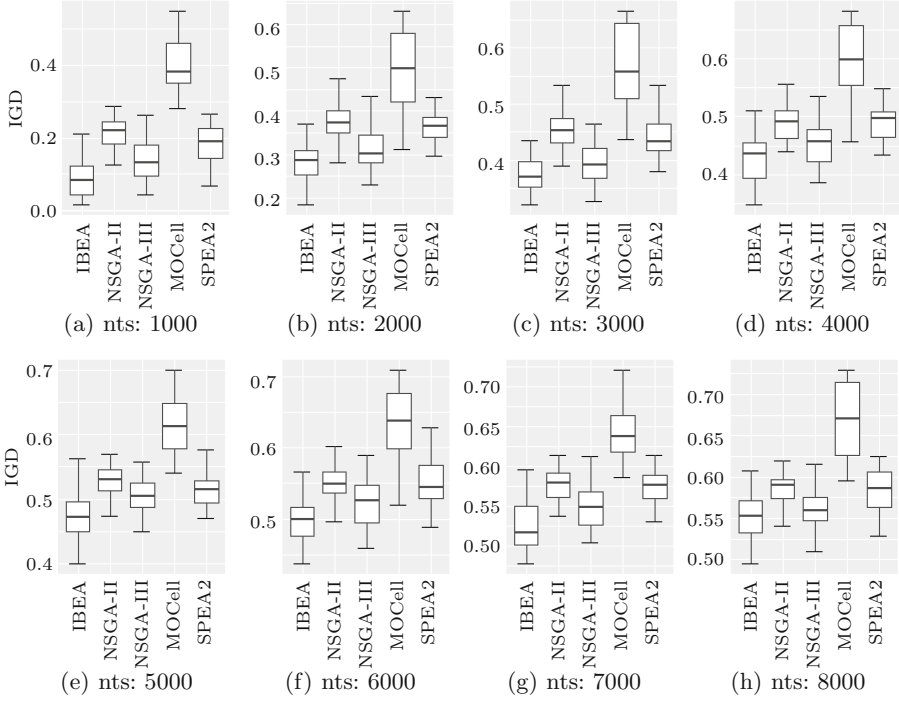 IGD
0.4
0.2
0.0
IBEA
NSGA-II
NSGA-III
MOCell
SPEA2
(a) nts: 1000
0.6
0.5
0.4
0.3
0.2
IBEA
NSGA-II
NSGA-III
MOCell
SPEA2
(b) nts: 2000
0.6
0.5
0.4
IBEA
NSGA-II
NSGA-III
MOCell
SPEA2
(c) nts: 3000
0.6
0.5
0.4
IBEA
NSGA-II
NSGA-III
MOCell
SPEA2
(d) nts: 4000
IGD
0.7
0.6
0.5
0.4
IBEA
NSGA-II
NSGA-III
MOCell
SPEA2
(e) nts: 5000
0.7
0.6
0.5
IBEA
NSGA-II
NSGA-III
MOCell
SPEA2
(f) nts: 6000
0.70
0.65
0.60
0.55
0.50
IBEA
NSGA-II
NSGA-III
MOCell
SPEA2
(g) nts: 7000
0.70
0.65
0.60
0.55
0.50
IBEA
NSGA-II
NSGA-III
MOCell
SPEA2
(h) nts: 8000